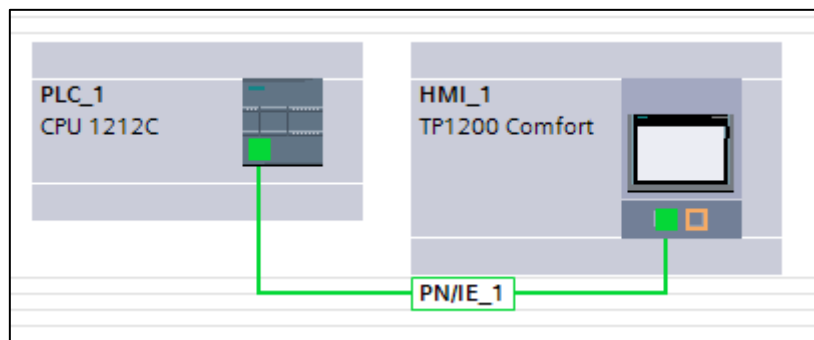 PLC_1
CPU 1212C
HMI_1
TP1200 Comfort
PN/IE_1